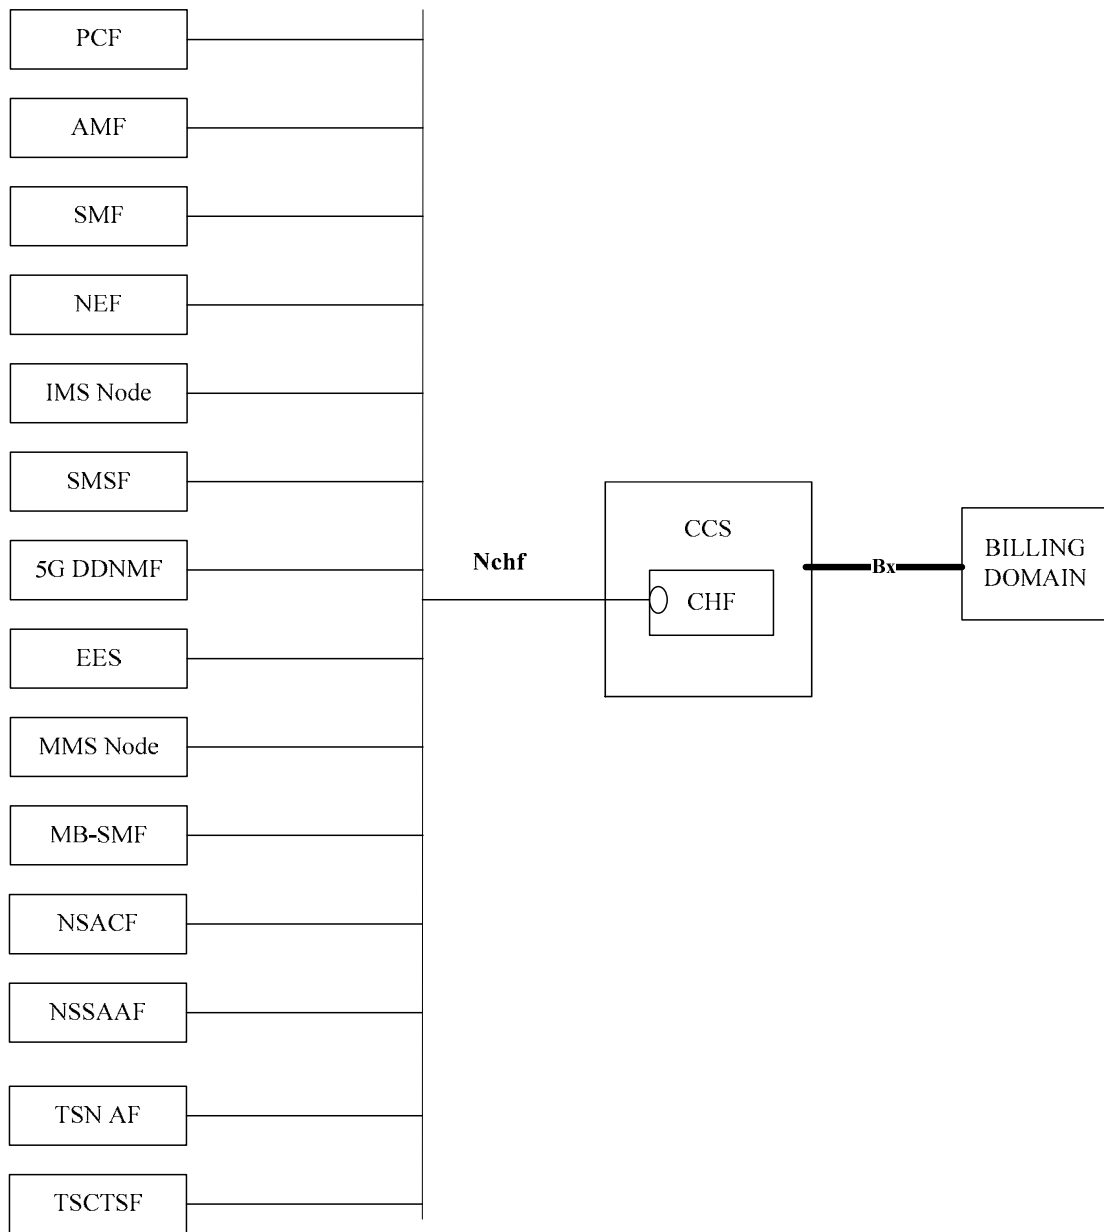 PCF
AMF
SMF
NEF
IMS Node
SMSF
5G DDNMF
EES
MMS Node
MB-SMF
NSACF
NSSAAF
TSN AF
TSCTSF
Nchf
CCS
CHF
Bx
BILLING
DOMAIN